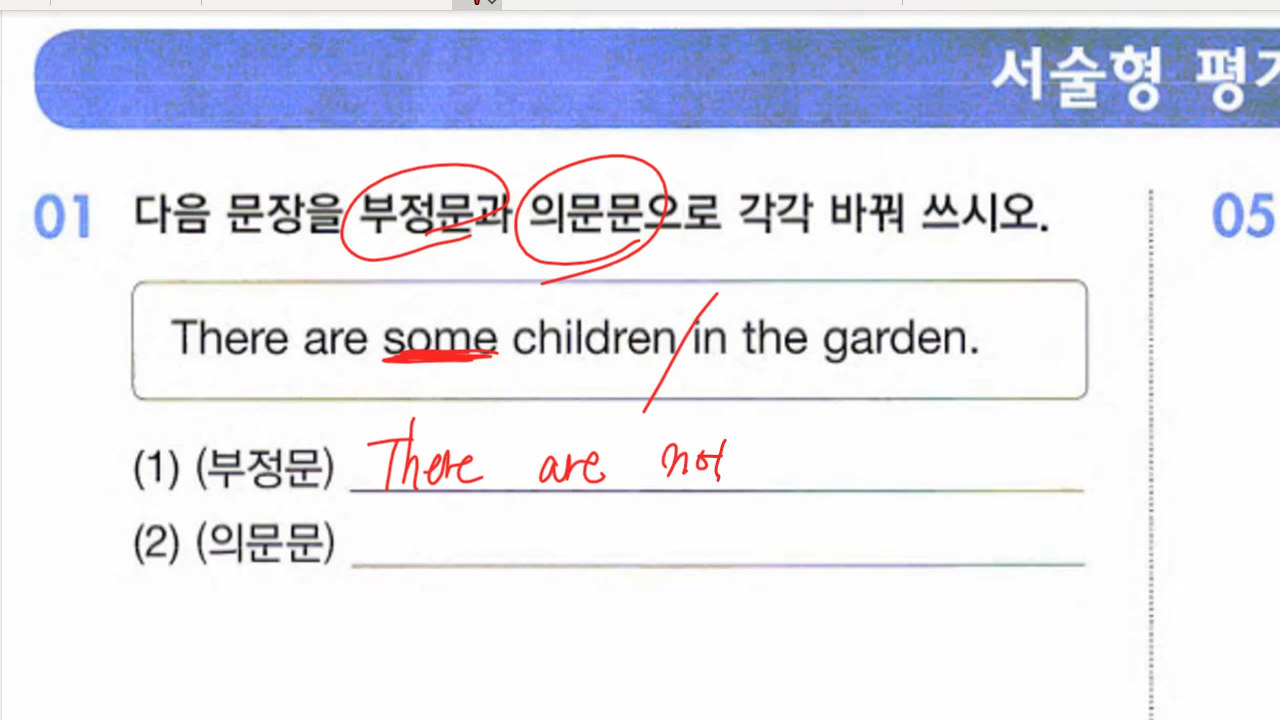 서술형 평가
01 다음 문장을 부정문과 의문문으로 각각 바꿔 쓰시오.
05
There are some children in the garden.
(1) (부정문) There are not
(2) (의문문)